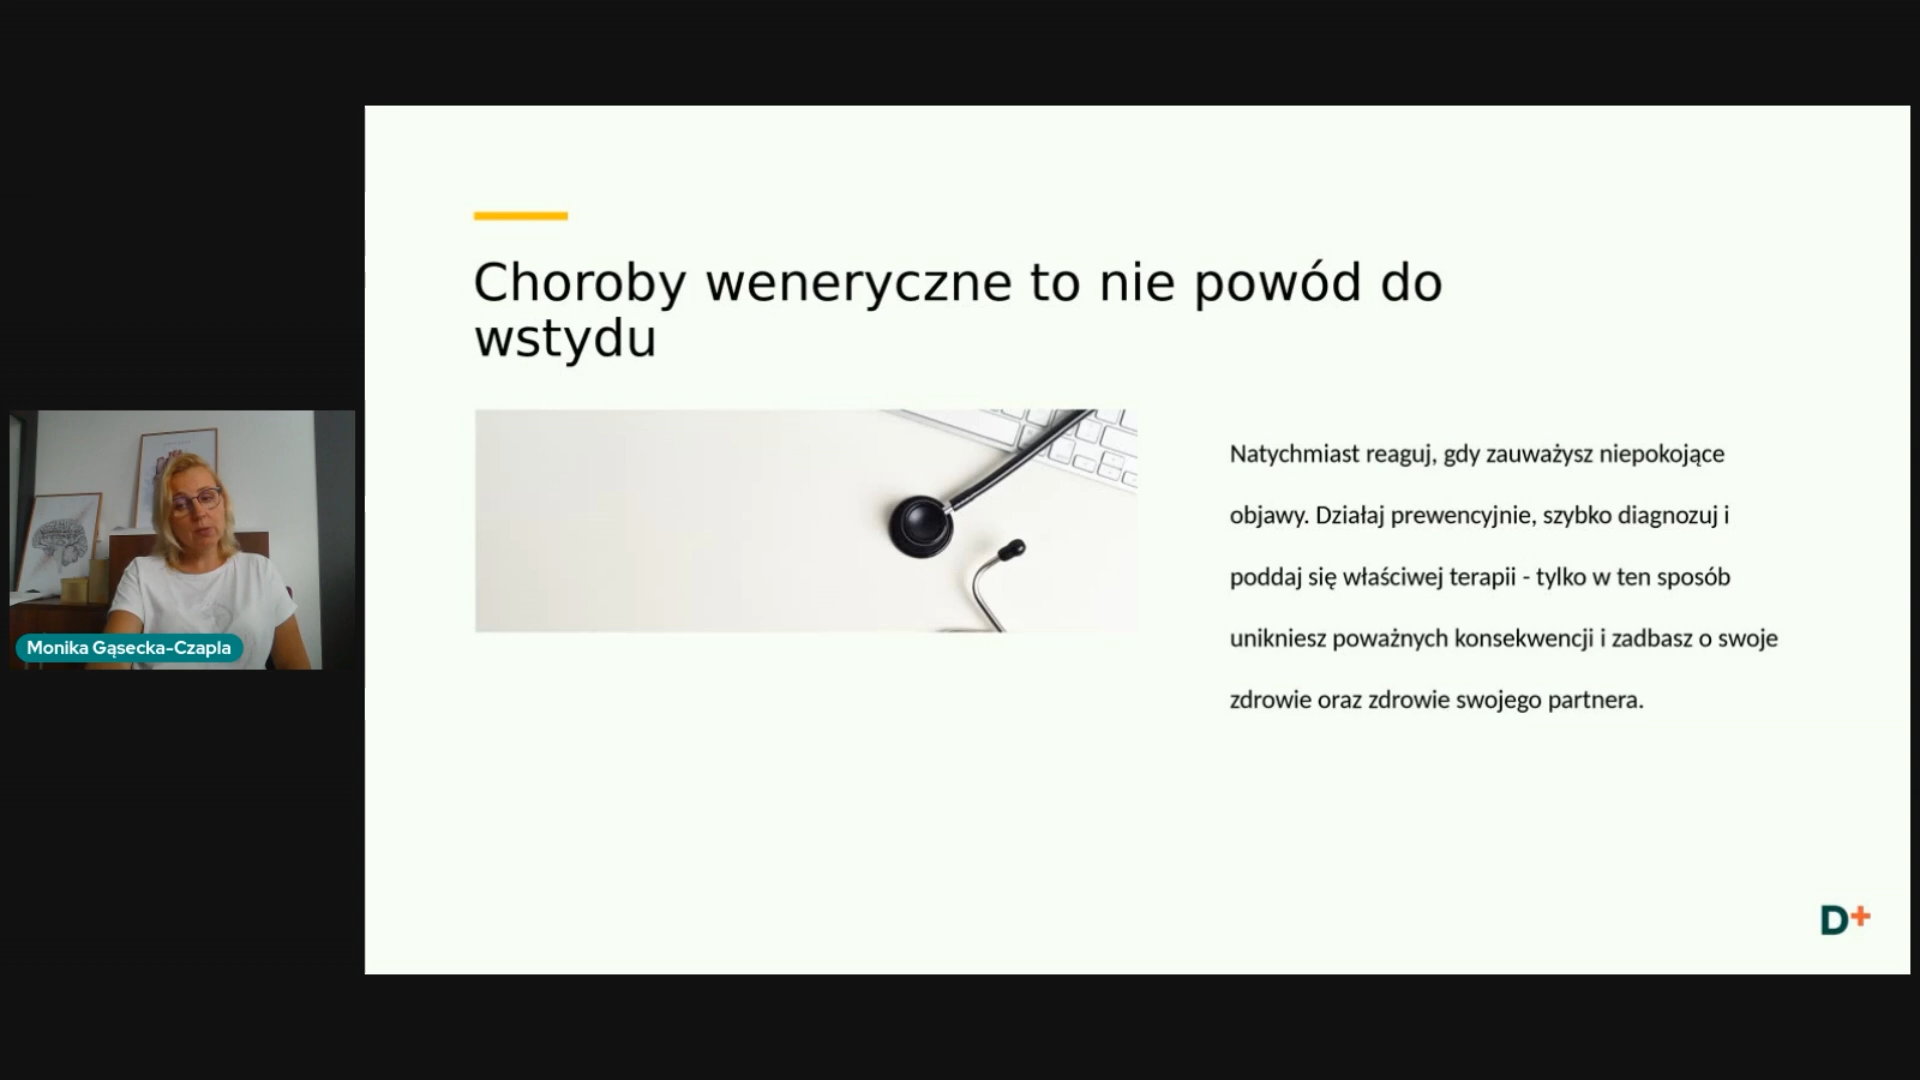 Choroby weneryczne to nie powód do
wstydu
Natychmiast reaguj, gdy zauważysz niepokojące
objawy. Działaj prewencyjnie, szybko diagnozuj i
poddaj się właściwej terapii - tylko w ten sposób
unikniesz poważnych konsekwencji i zadbasz o swoje
zdrowie oraz zdrowie swojego partnera.
Monika Gąsecka-Czapla
D+